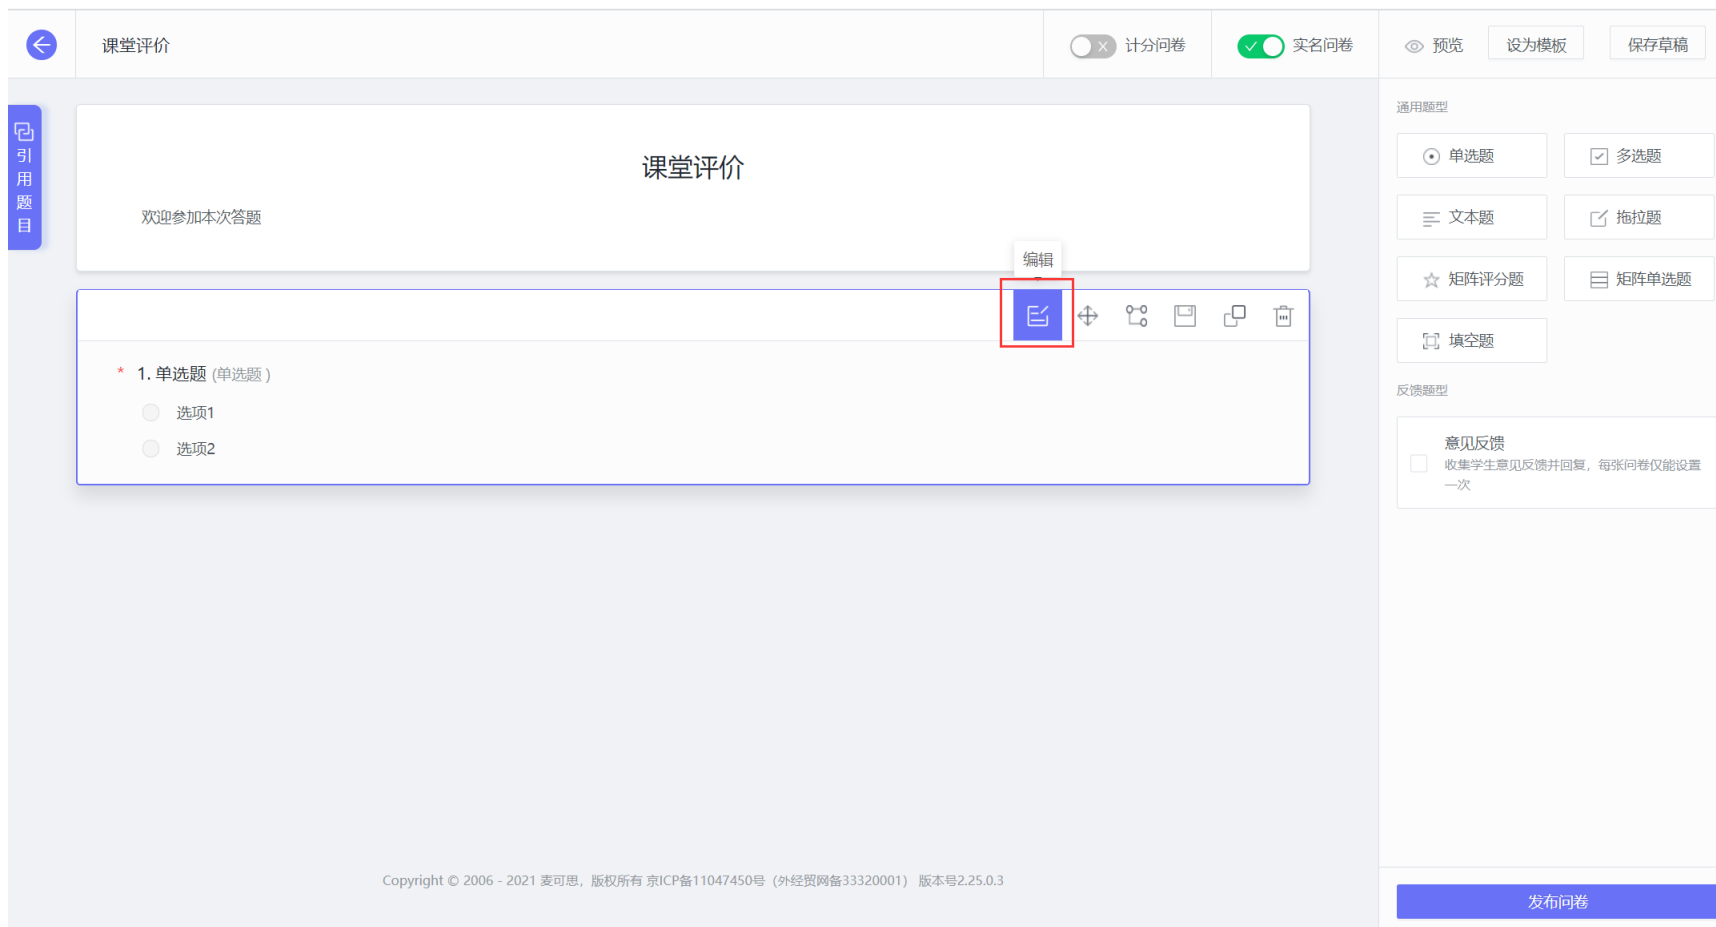 课堂评价
计分问卷
实名问卷
预览
设为模板
保存草稿
引用题目
课堂评价
欢迎参加本次答题
编辑
* 1. 单选题 (单选题 )
选项1
选项2
通用题型
单选题
多选题
文本题
拖拉题
矩阵评分题
矩阵单选题
填空题
反馈题型
意见反馈
收集学生意见反馈并回复，每张问卷仅能设置
一次
Copyright © 2006 - 2021 麦可思，版权所有 京ICP备11047450号（外经贸网备33320001） 版本号2.25.0.3
发布问卷